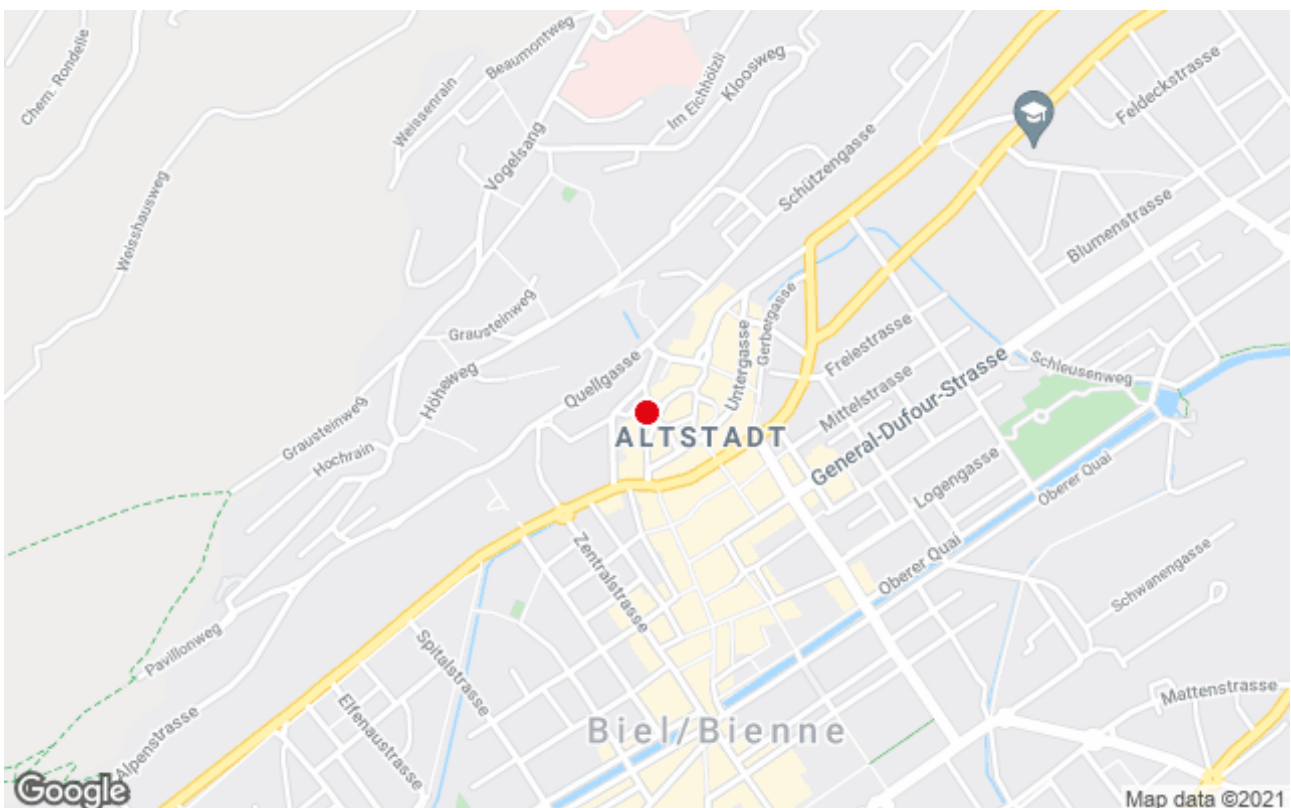 Chem. Rondelle
Beaumontweg
Weissenrain
Im Eichhölzli
Kloosweg
Feldeckstrasse
Vogelsang
Schützengasse
Weisshausweg
Blumenstrasse
Grausteinweg
Untergasse
Gerbergasse
Freiestrasse
Schleusenweg
Höheweg
Quellgasse
Mittelstrasse
General-Dufour-Strasse
Grausteinweg
Hochrain
ALTSTADT
Logengasse
Oberer Quai
Zentralstrasse
Oberer Quai
Schwanengasse
Pavillonweg
Spitalstrasse
Elfenaustrasse
Mattenstrasse
Alpenstrasse
Biel/Bienne
Google
Map data ©2021